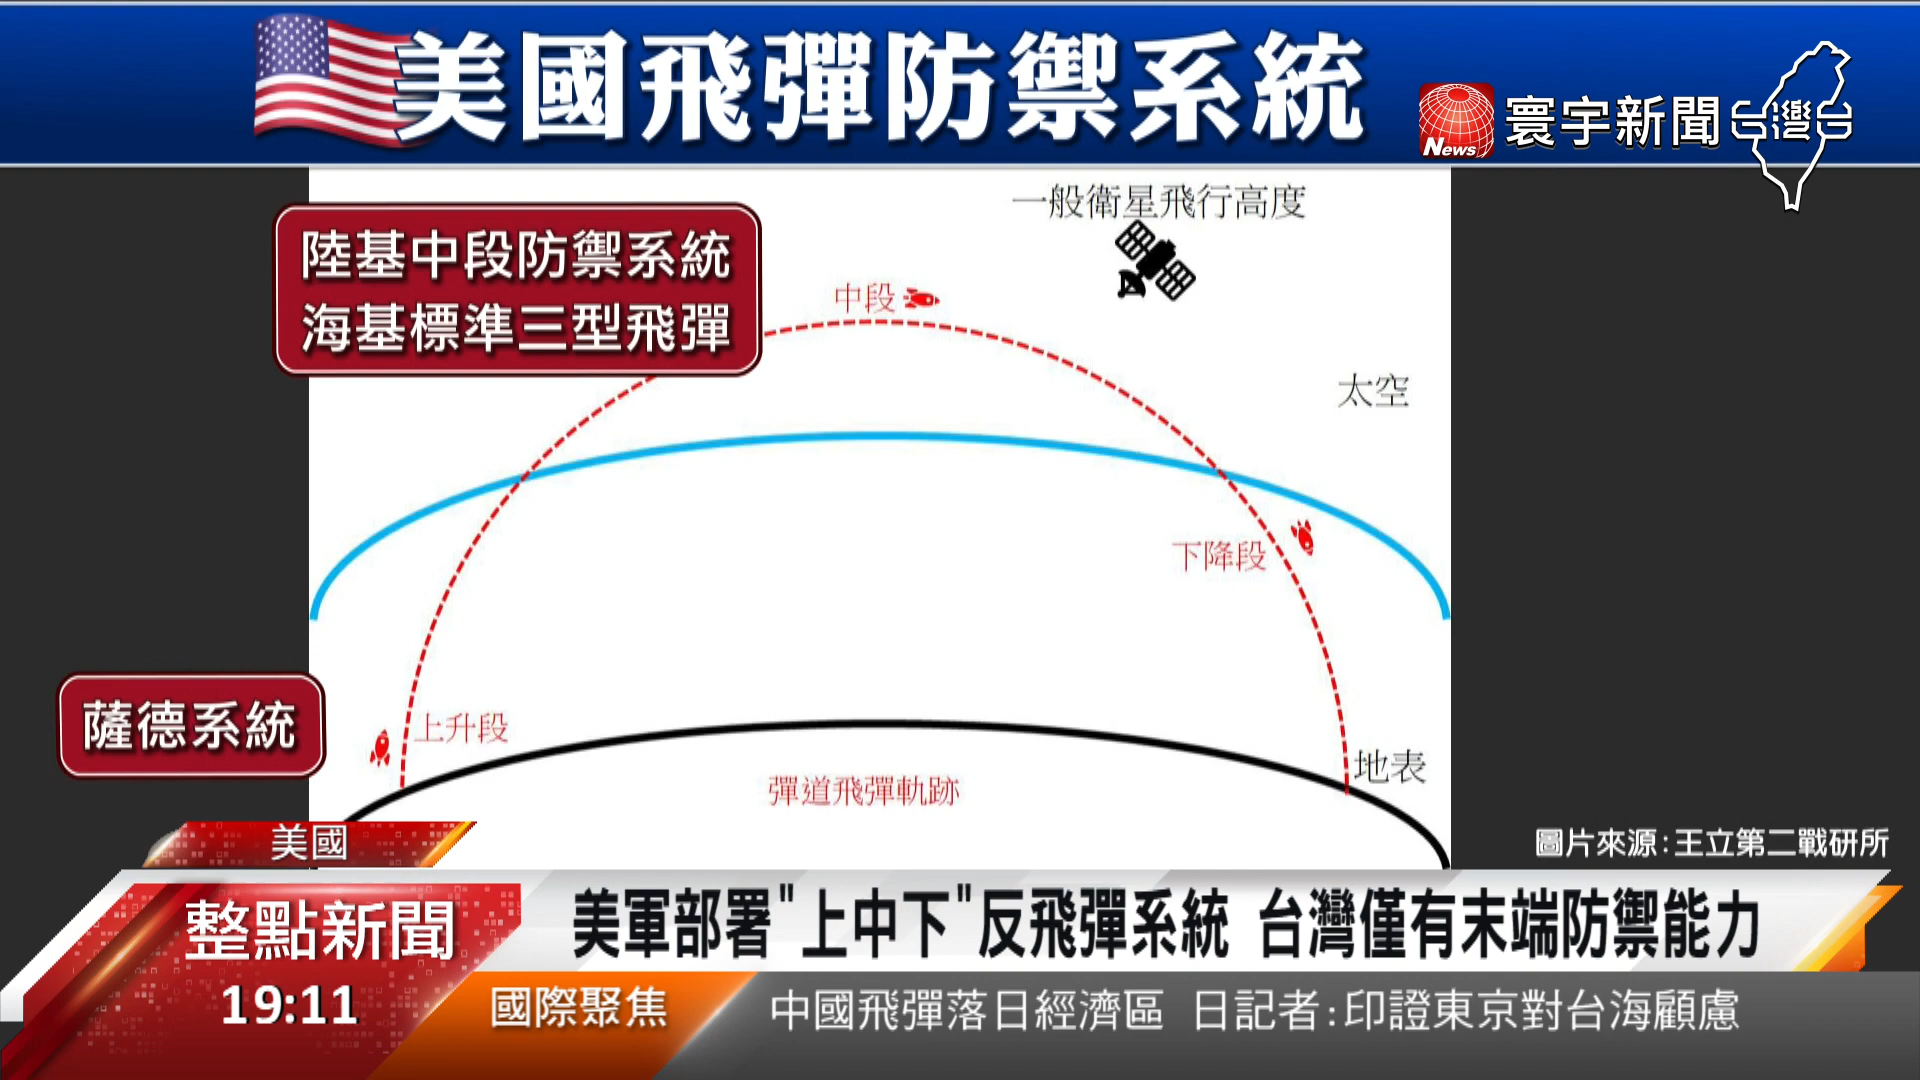 美國飛彈防禦系統
News
寰宇新聞
台灣台
一般衛星飛行高度
陸基中段防禦系統
海基標準三型飛彈
中段
太空
下降段
薩德系統
上升段
地表
彈道飛彈軌跡
美國
圖片來源:王立第二戰研所
整點新聞
美軍部署"上中下"反飛彈系統 台灣僅有末端防禦能力
19:11
國際聚焦
中國飛彈落日經濟區 日記者:印證東京對台海顧慮